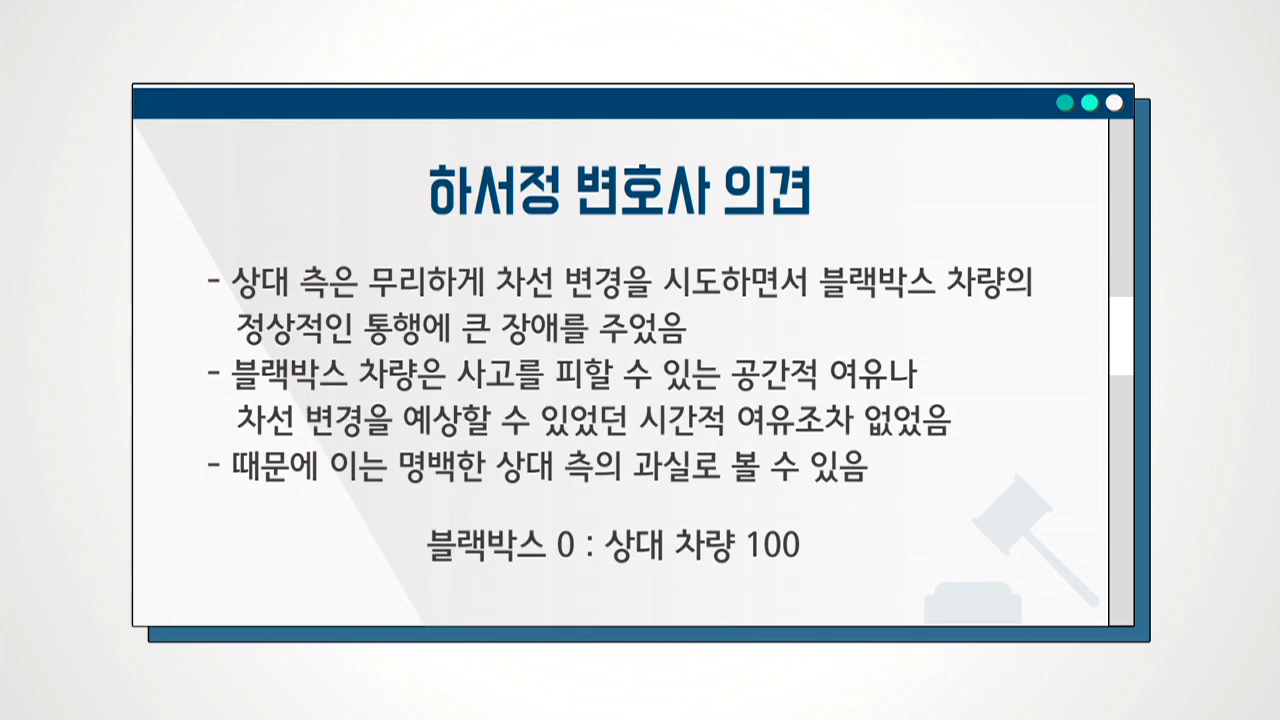 하서정 변호사 의견
- 상대 측은 무리하게 차선 변경을 시도하면서 블랙박스 차량의
정상적인 통행에 큰 장애를 주었음
- 블랙박스 차량은 사고를 피할 수 있는 공간적 여유나
차선 변경을 예상할 수 있었던 시간적 여유조차 없었음
- 때문에 이는 명백한 상대 측의 과실로 볼 수 있음
블랙박스 0 : 상대 차량 100